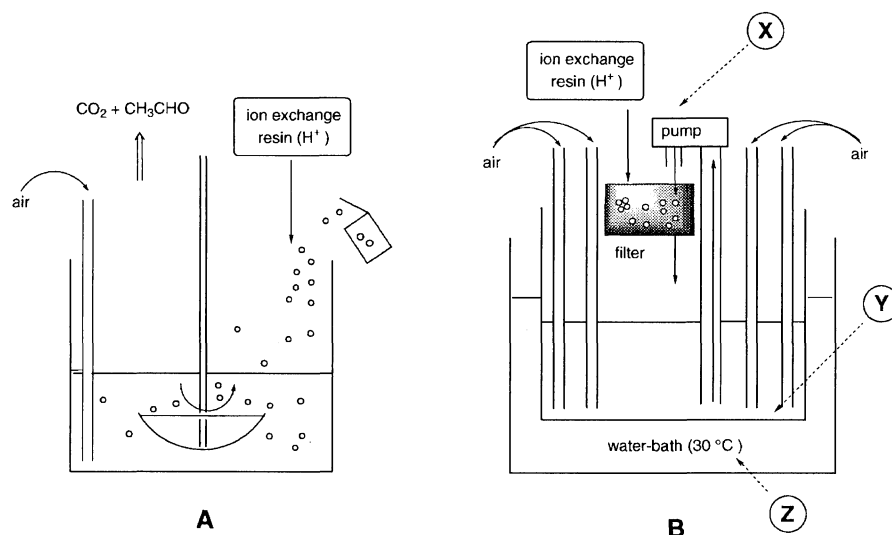 CO₂ + CH₃CHO
ion exchange
resin (H⁺)
air
A
X
ion exchange
resin (H⁺)
pump
air
air
filter
Y
water-bath (30 °C)
Z
B